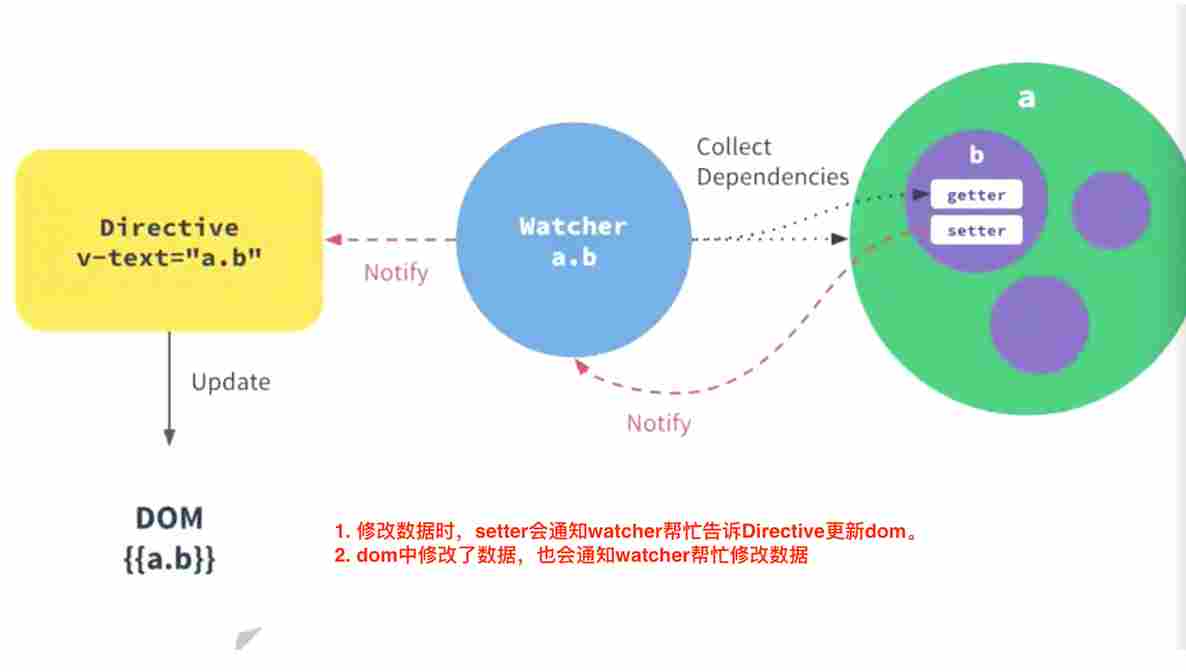 a
Collect
Dependencies
b
getter
setter
Directive
v-text="a.b"
Watcher
a.b
Notify
Update
Notify
DOM
{{a.b}}
1. 修改数据时，setter会通知watcher帮忙告诉Directive更新dom。
2. dom中修改了数据，也会通知watcher帮忙修改数据